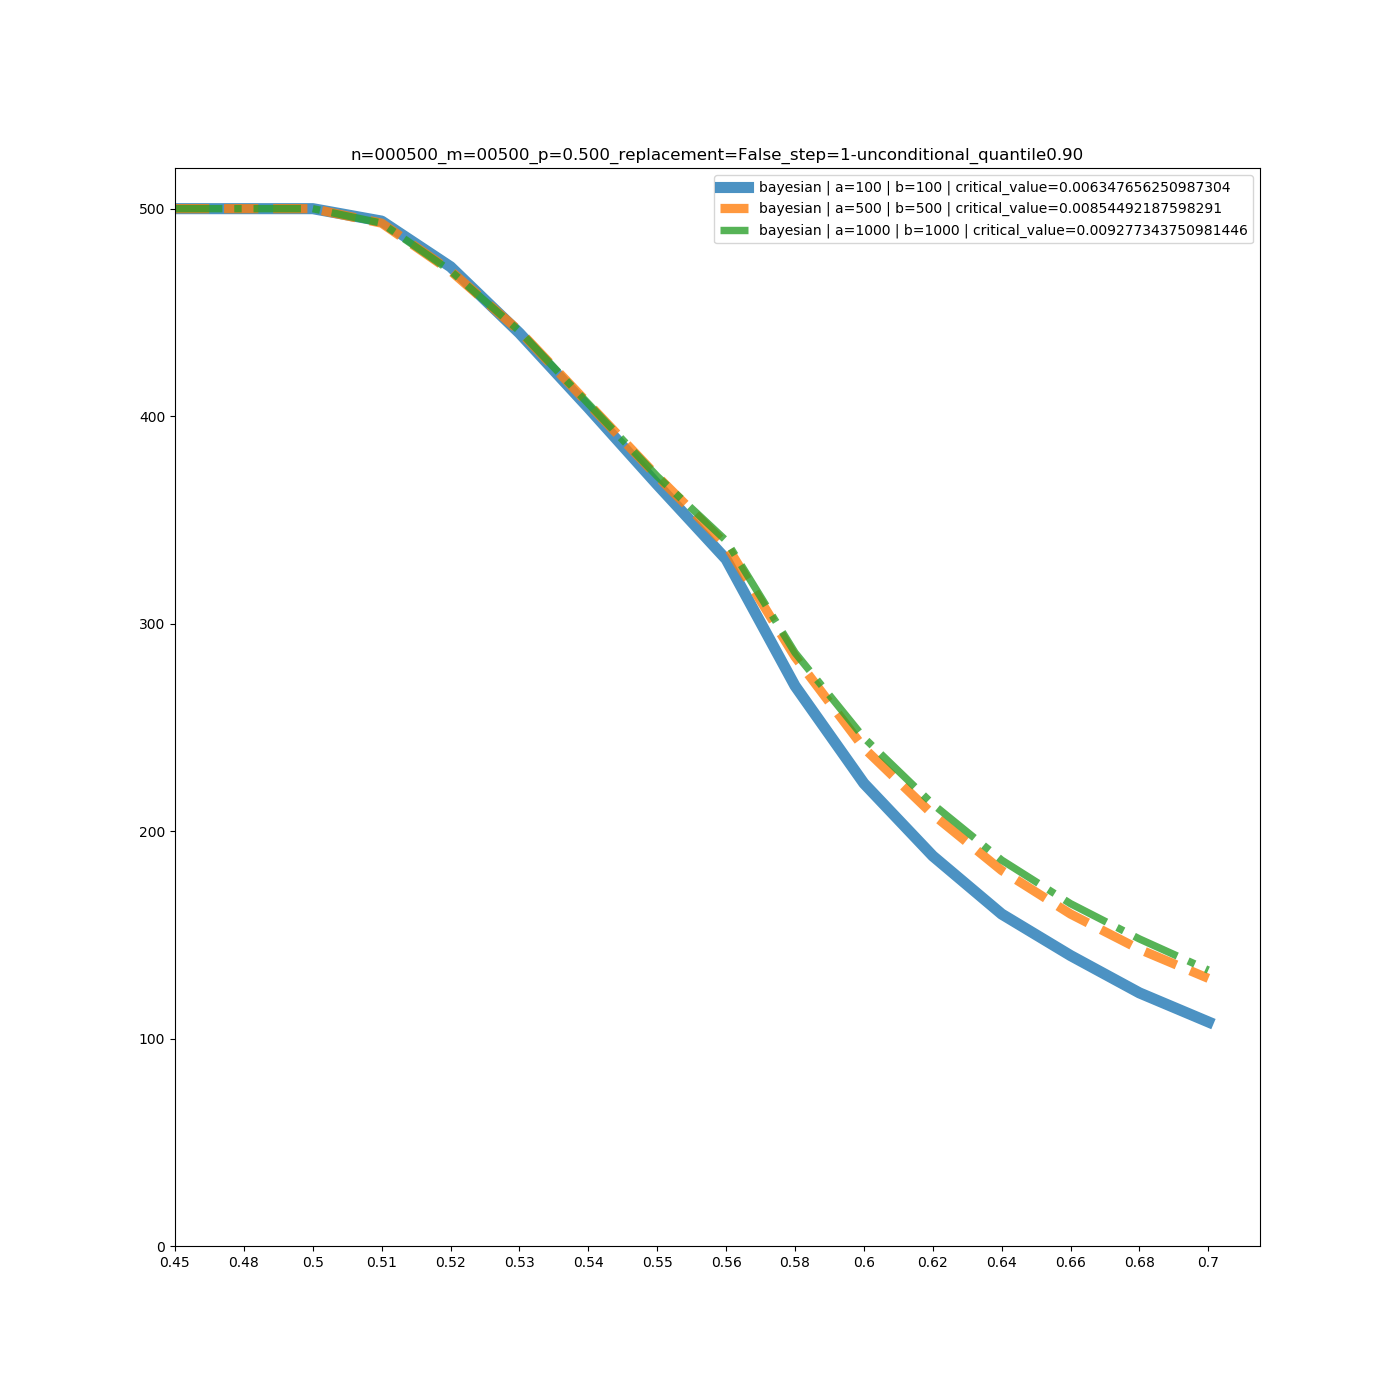 n=000500_m=00500_p=0.500_replacement=False_step=1-unconditional_quantile0.90
bayesian | a=100 | b=100 | critical_value=0.006347656250987304
bayesian | a=500 | b=500 | critical_value=0.00854492187598291
bayesian | a=1000 | b=1000 | critical_value=0.009277343750981446
500
400
300
200
100
0
0.45 0.48 0.5 0.51 0.52 0.53 0.54 0.55 0.56 0.58 0.6 0.62 0.64 0.66 0.68 0.7